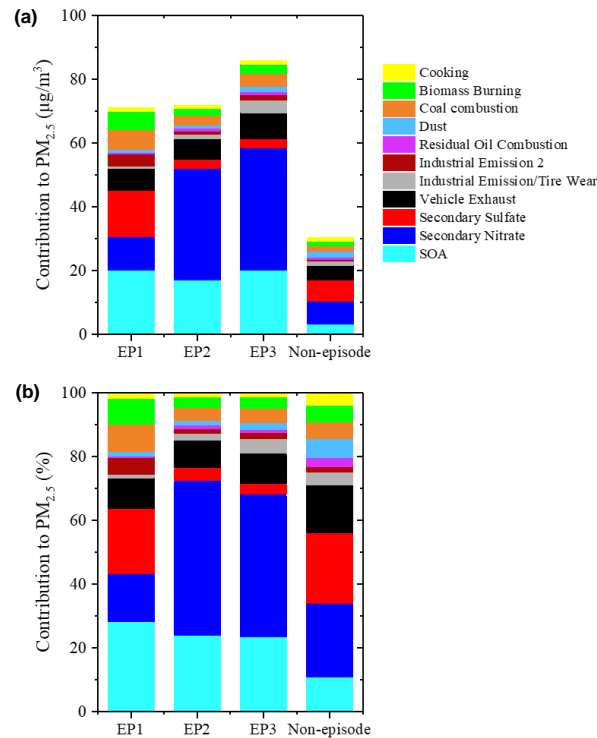 (a)
Contribution to PM2.5 (μg/m3)
100
80
60
40
20
0
EP1 EP2 EP3 Non-episode
Cooking
Biomass Burning
Coal combustion
Dust
Residual Oil Combustion
Industrial Emission 2
Industrial Emission/Tire Wear
Vehicle Exhaust
Secondary Sulfate
Secondary Nitrate
SOA
(b)
Contribution to PM2.5 (%)
100
80
60
40
20
0
EP1 EP2 EP3 Non-episode